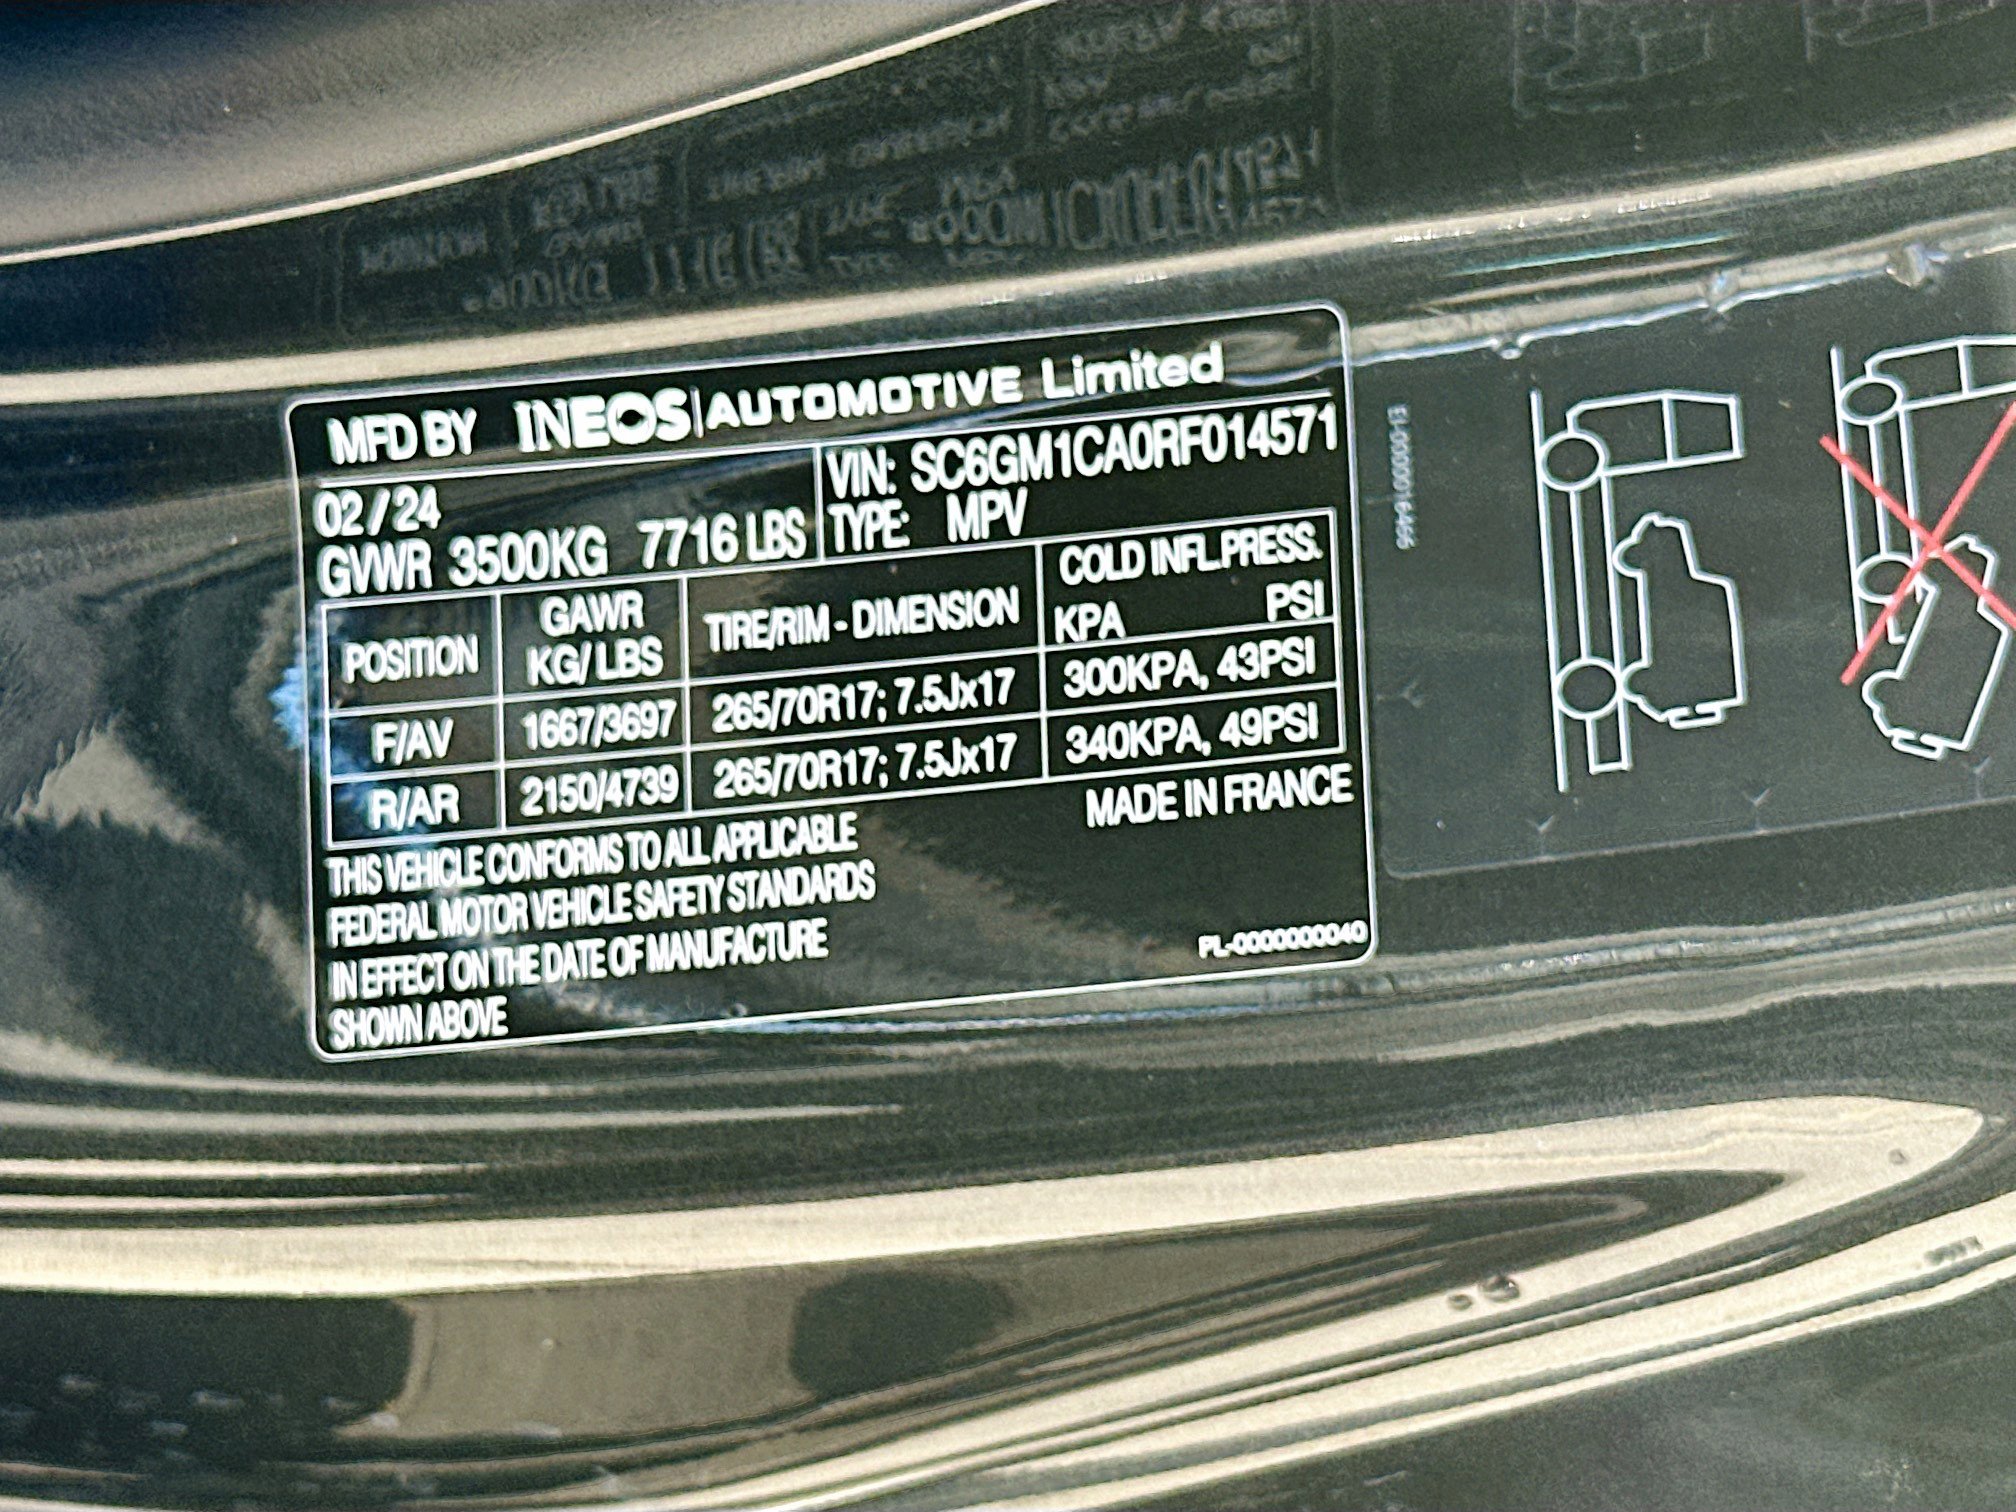 MFD BY INEOS|AUTOMOTIVE Limited
02/24
GVWR 3500KG 7716 LBS
VIN: SC6GM1CA0RF014571
TYPE: MPV
POSITION GAWR KG/LBS TIRE/RIM - DIMENSION COLD INFL.PRESS. KPA PSI
F/AV 1667/3697 265/70R17; 7.5Jx17 300KPA, 43PSI
R/AR 2150/4739 265/70R17; 7.5Jx17 340KPA, 49PSI
MADE IN FRANCE
THIS VEHICLE CONFORMS TO ALL APPLICABLE
FEDERAL MOTOR VEHICLE SAFETY STANDARDS
IN EFFECT ON THE DATE OF MANUFACTURE
SHOWN ABOVE
PL-0000000040